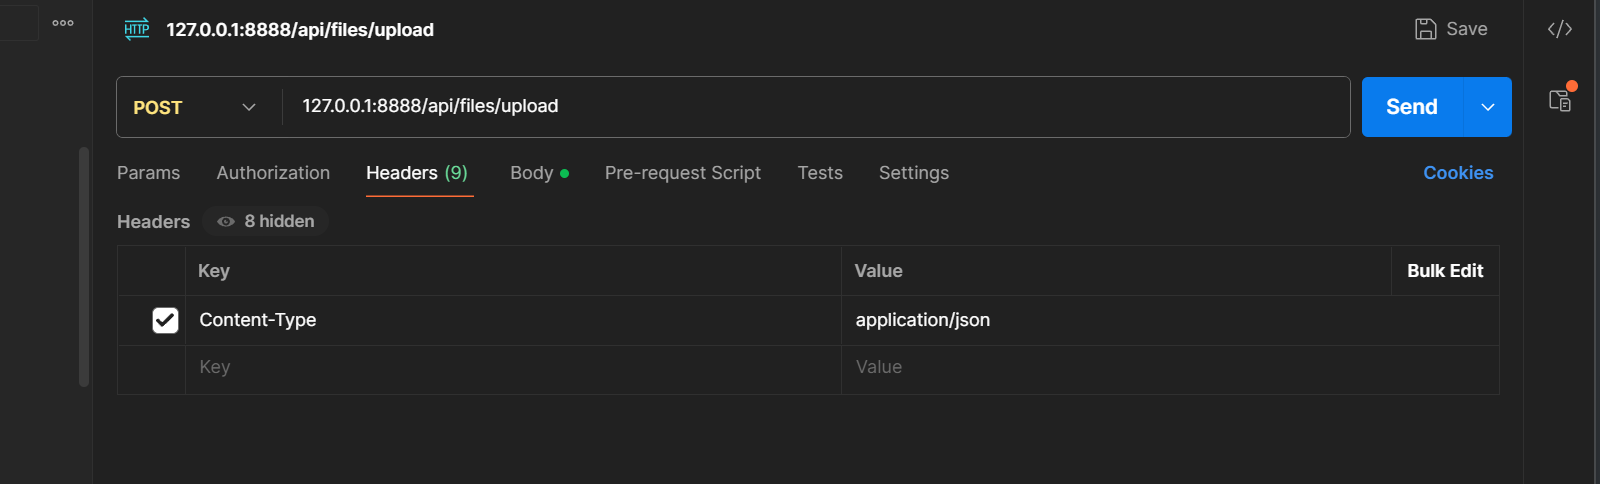 HTTP 127.0.0.1:8888/api/files/upload Save
POST 127.0.0.1:8888/api/files/upload Send
Params Authorization Headers (9) Body Pre-request Script Tests Settings Cookies
Headers 8 hidden
Key Value Bulk Edit
Content-Type application/json
Key Value